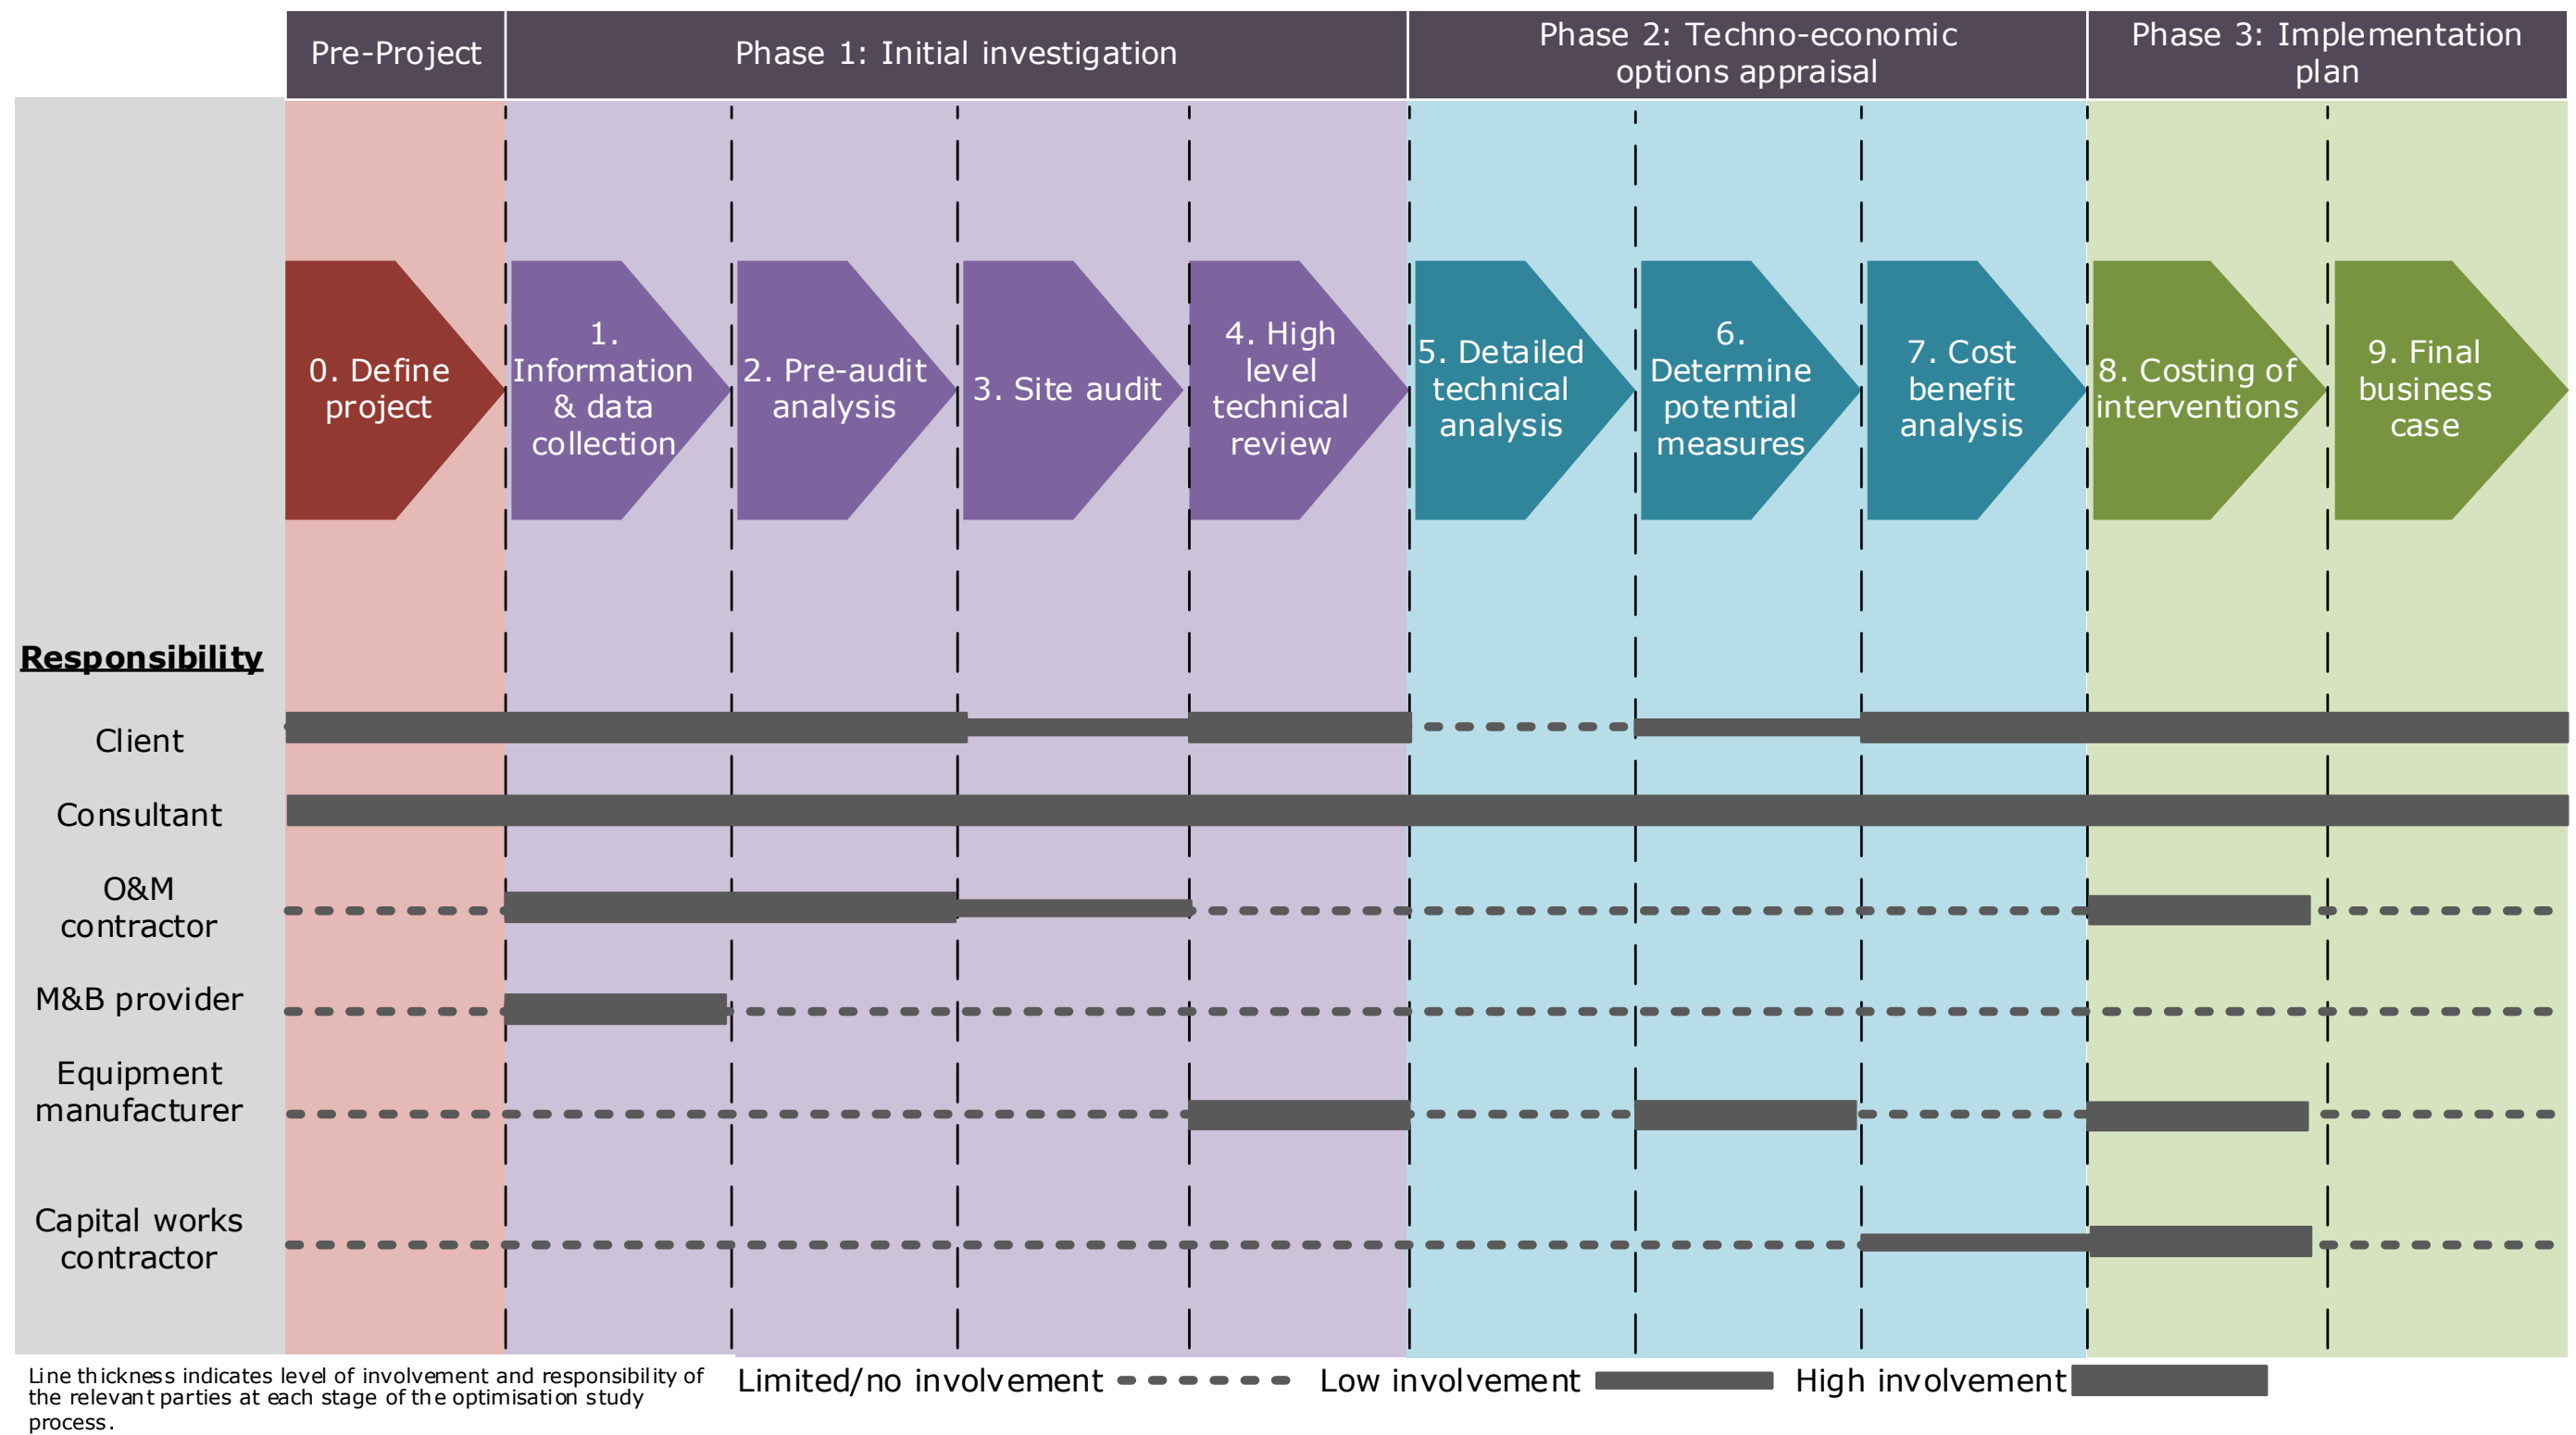 Pre-Project
Phase 1: Initial investigation
Phase 2: Techno-economic
options appraisal
Phase 3: Implementation
plan
0. Define
project
1.
Information
& data
collection
2. Pre-audit
analysis
3. Site audit
4. High
level
technical
review
5. Detailed
technical
analysis
6.
Determine
potential
measures
7. Cost
benefit
analysis
8. Costing of
interventions
9. Final
business
case
Responsibility
Client
Consultant
O&M
contractor
M&B provider
Equipment
manufacturer
Capital works
contractor
Line thickness indicates level of involvement and responsibility of
the relevant parties at each stage of the optimisation study
process.
Limited/no involvement
Low involvement
High involvement